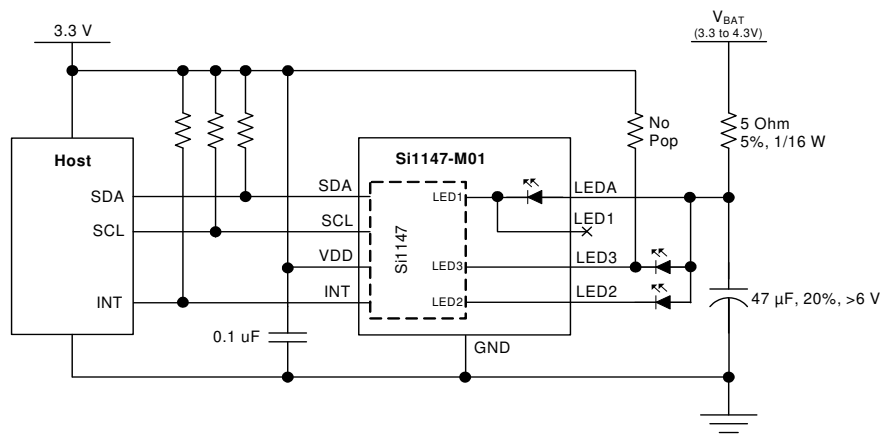 3.3 V
V_BAT
(3.3 to 4.3V)
No
Pop
5 Ohm
5%, 1/16 W
Host
Si1147-M01
SDA
SDA
LED1
LEDA
SCL
SCL
LED1
Si1147
VDD
LED3
LED3
INT
INT
LED2
LED2
47 µF, 20%, >6 V
0.1 uF
GND